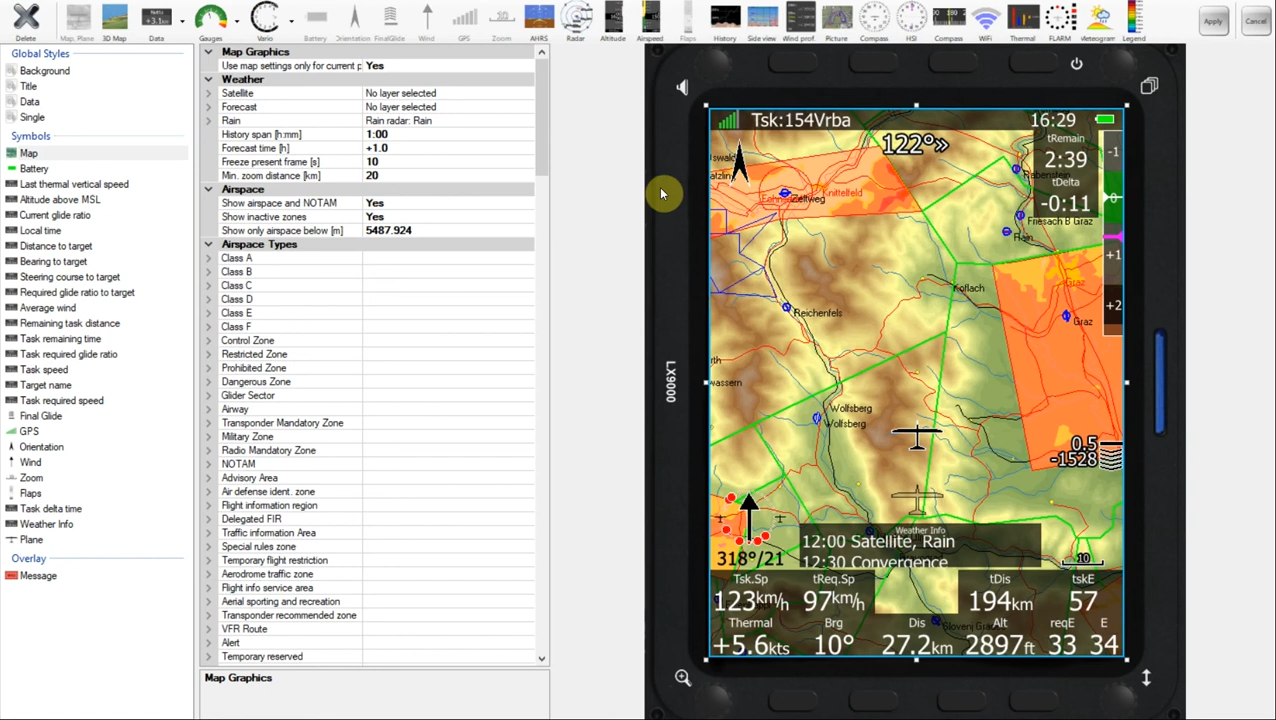 Delete
Map, Plane
3D Map
Data
Gauges
Vario
Battery
Orientation
FinalGlide
GPS
Zoom
AHRS
Radar
Altitude
Airspeed
Flaps
History
Side view
Wind prof.
Picture
Compass
HSI
Compass
WiFi
Thermal
FLARM
Meteogram
Legend
Apply
Cancel
Global Styles
Background
Title
Data
Single
Symbols
Map
Battery
Last thermal vertical speed
Altitude above MSL
Current glide ratio
Local time
Distance to target
Bearing to target
Steering course to target
Required glide ratio to target
Average wind
Remaining task distance
Task remaining time
Task required glide ratio
Task speed
Target name
Task required speed
Final Glide
GPS
Orientation
Wind
Zoom
Flaps
Task delta time
Weather Info
Plane
Overlay
Message
Map Graphics
Use map settings only for current p Yes
Weather
Satellite No layer selected
Forecast No layer selected
Rain Rain radar: Rain
History span [h:mm] 1:00
Forecast time [h] +1.0
Freeze present frame [s] 10
Min. zoom distance [km] 20
Airspace
Show airspace and NOTAM Yes
Show inactive zones Yes
Show only airspace below [m] 5487.924
Airspace Types
Class A
Class B
Class C
Class D
Class E
Class F
Control Zone
Restricted Zone
Prohibited Zone
Dangerous Zone
Glider Sector
Airway
Transponder Mandatory Zone
Military Zone
Radio Mandatory Zone
NOTAM
Advisory Area
Air defense ident. zone
Flight information region
Delegated FIR
Traffic information Area
Special rules zone
Temporary flight restriction
Aerodrome traffic zone
Flight info service area
Aerial sporting and recreation
Transponder recommended zone
VFR Route
Alert
Temporary reserved
Map Graphics
LX9000
Tsk:154Vrba 16:29
122°»
tRemain
2:39
tDelta
-0:11
-1
0
+1
+2
Knittelfeld
Zeltweg
Friesach B Graz
Rain
Koflach
Graz
Graz
Reichenfels
Wolfsberg
Wolfsberg
0.5
-1528
318°/21
Weather Info
12:00 Satellite, Rain
12:30 Convergence
10
Tsk.Sp tReq.Sp tDis tskE
123km/h 97km/h 194km 57
Thermal Brg Dis Alt reqE E
+5.6kts 10° 27.2km 2897ft 33 34